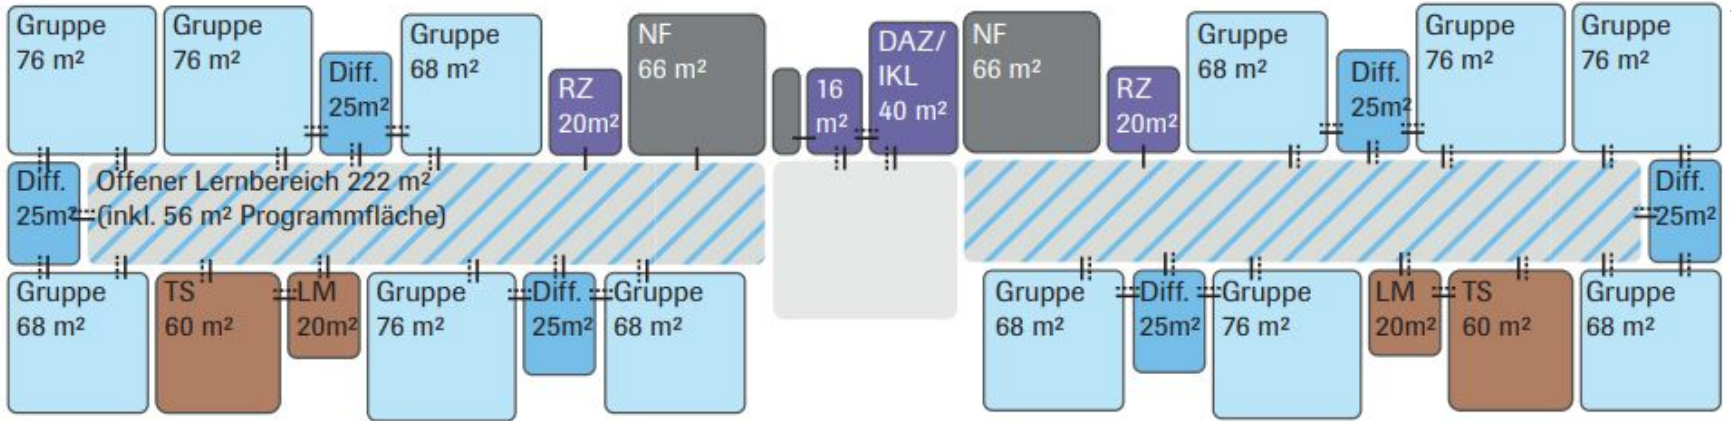 Gruppe
76 m²
Gruppe
76 m²
Diff.
25m²
Gruppe
68 m²
RZ
20m²
NF
66 m²
16
m²
DAZ/
IKL
40 m²
NF
66 m²
RZ
20m²
Gruppe
68 m²
Diff.
25m²
Gruppe
76 m²
Gruppe
76 m²
Diff.
25m²
Offener Lernbereich 222 m²
(inkl. 56 m² Programmfläche)
Diff.
25m²
Gruppe
68 m²
TS
60 m²
LM
20m²
Gruppe
76 m²
Diff.
25m²
Gruppe
68 m²
Gruppe
68 m²
Diff.
25m²
Gruppe
76 m²
LM
20m²
TS
60 m²
Gruppe
68 m²